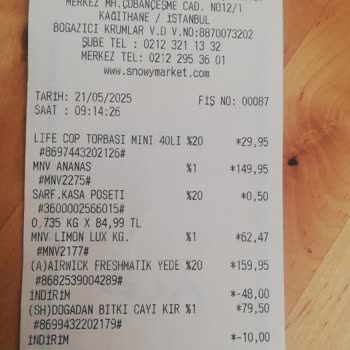 MERKEZ MH.ÇOBANÇEŞME CAD. NO12/1
KAĞITHANE / İSTANBUL
BOGAZICI KRUMLAR V.D V.NO:8870073202
ŞUBE TEL : 0212 321 13 32
MERKEZ TEL: 0212 295 36 01
www.snowymarket.com
TARİH: 21/05/2025 FİŞ NO: 00087
SAAT : 09:14:26
LIFE COP TORBASI MINI 40LI %20 *29,95
#8697443202126#
MNV ANANAS %1 *149,95
#MNV2275#
SARF.KASA POSETI %20 *0,50
#3600002566015#
0,735 KG X 84,99 TL
MNV LIMON LUX KG. %1 *62,47
#MNV2177#
(A)AIRWICK FRESHMATIK YEDE %20 *159,95
#8682539004289#
İNDİRİM *-48,00
(SH)DOGADAN BITKI CAYI KIR %1 *79,50
#8699432202179#
İNDİRİM *-10,00